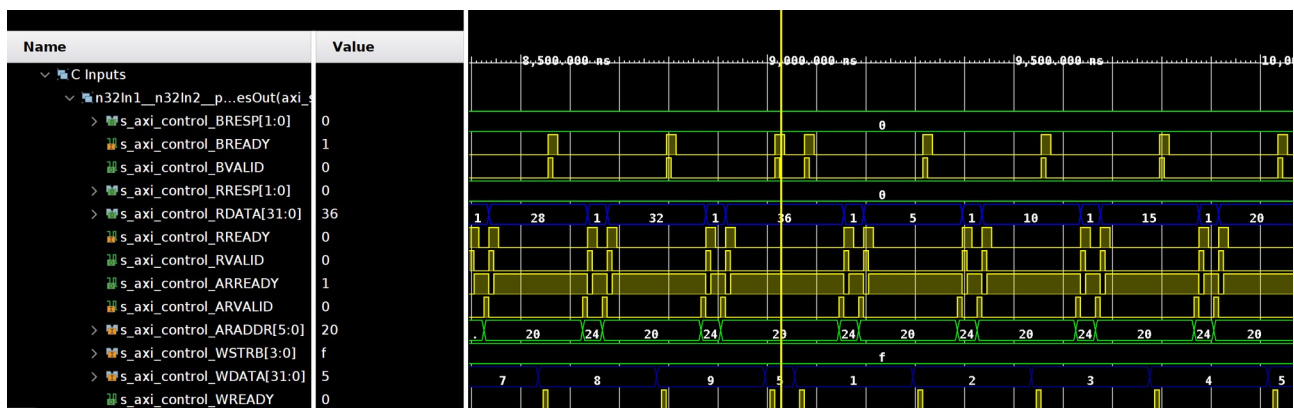 Name Value 8,500.000 ns 9,000.000 ns 9,500.000 ns 10,0
C Inputs
n32In1__n32In2__p...esOut(axi_s
s_axi_control_BRESP[1:0] 0 0
s_axi_control_BREADY 1
s_axi_control_BVALID 0
s_axi_control_RRESP[1:0] 0 0
s_axi_control_RDATA[31:0] 36 1 28 1 32 1 36 1 5 1 10 1 15 1 20
s_axi_control_RREADY 0
s_axi_control_RVALID 0
s_axi_control_ARREADY 1
s_axi_control_ARVALID 0
s_axi_control_ARADDR[5:0] 20 . 20 24 20 24 20 24 20 24 20 24 20 24 20
s_axi_control_WSTRB[3:0] f f
s_axi_control_WDATA[31:0] 5 7 8 9 5 1 2 3 4 5
s_axi_control_WREADY 0